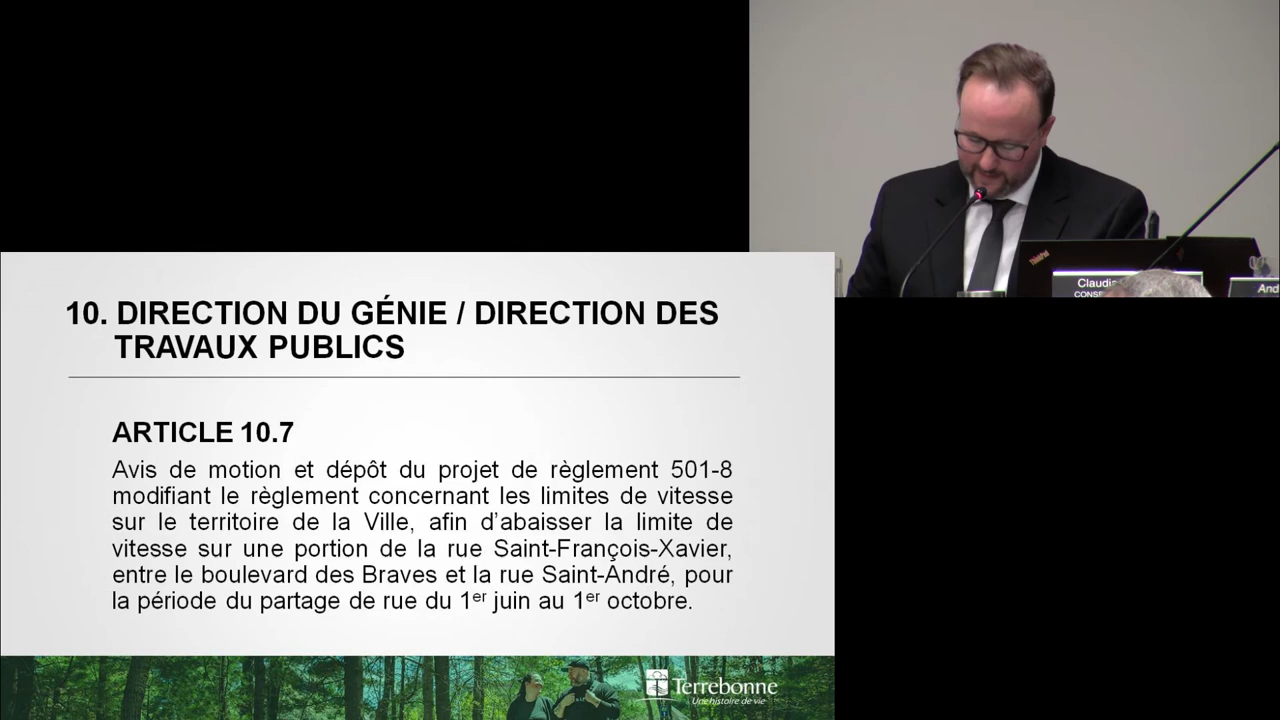 10. DIRECTION DU GÉNIE / DIRECTION DES
TRAVAUX PUBLICS
ARTICLE 10.7
Avis de motion et dépôt du projet de règlement 501-8
modifiant le règlement concernant les limites de vitesse
sur le territoire de la Ville, afin d’abaisser la limite de
vitesse sur une portion de la rue Saint-François-Xavier,
entre le boulevard des Braves et la rue Saint-André, pour
la période du partage de rue du 1er juin au 1er octobre.
Terrebonne
Une histoire de vie
ThinkPad